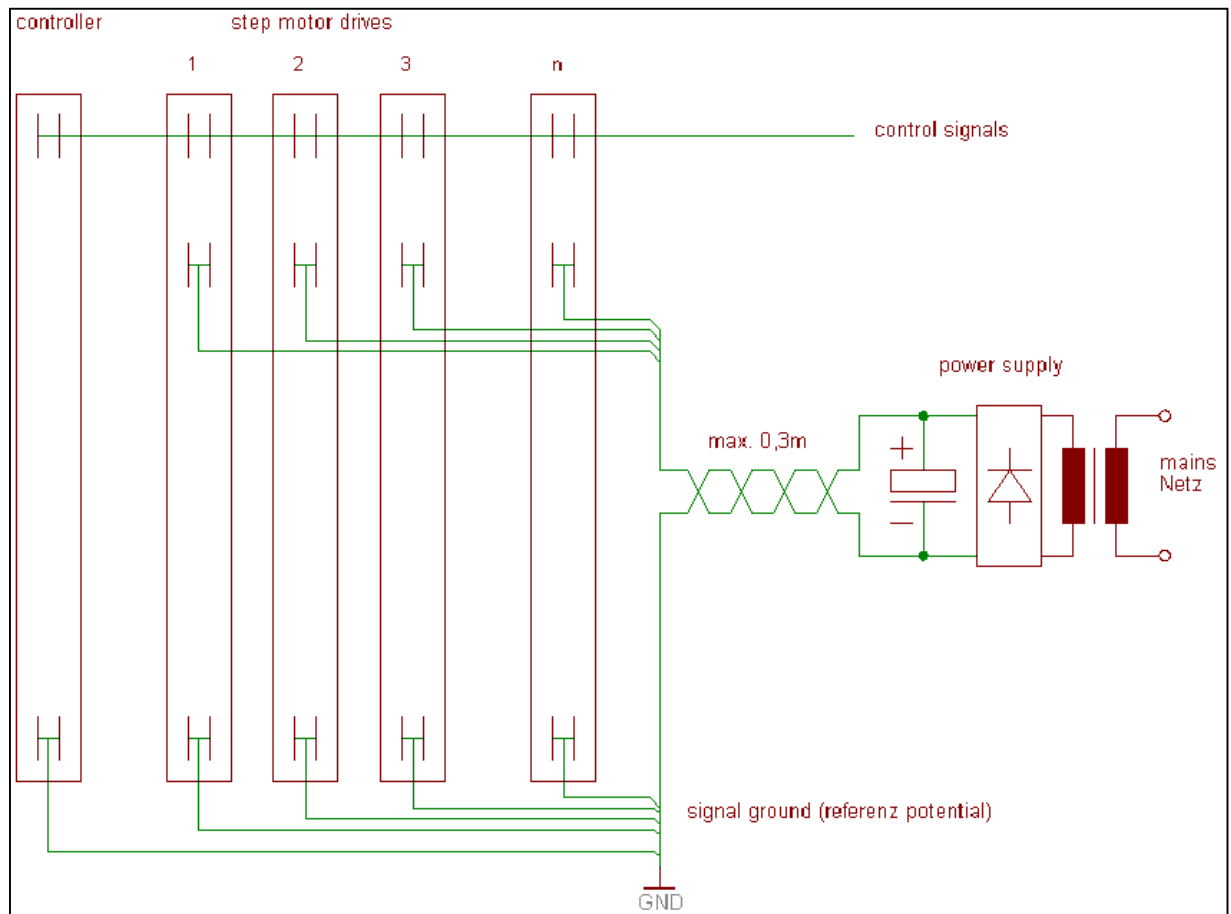 controller
step motor drives
1
2
3
n
control signals
power supply
max. 0,3m
+
−
mains
Netz
signal ground (referenz potential)
GND